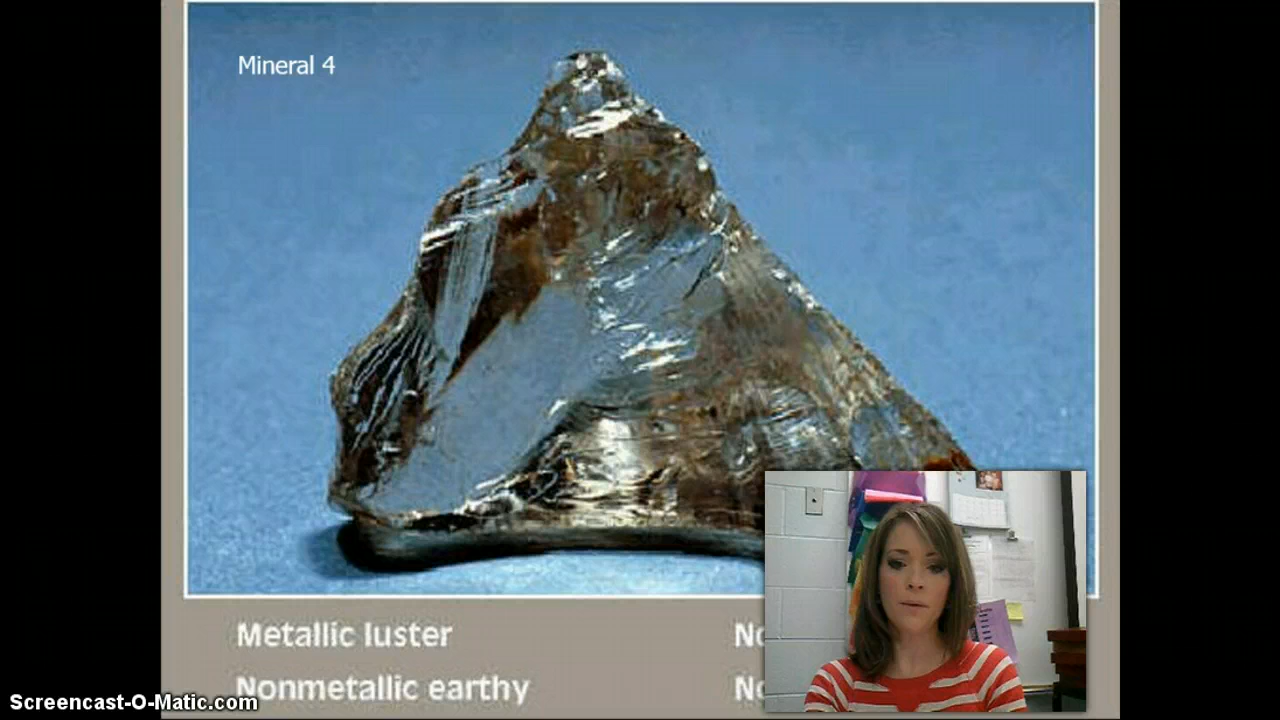 Mineral 4
Metallic luster
Nonmetallic earthy
Screencast-O-Matic.com